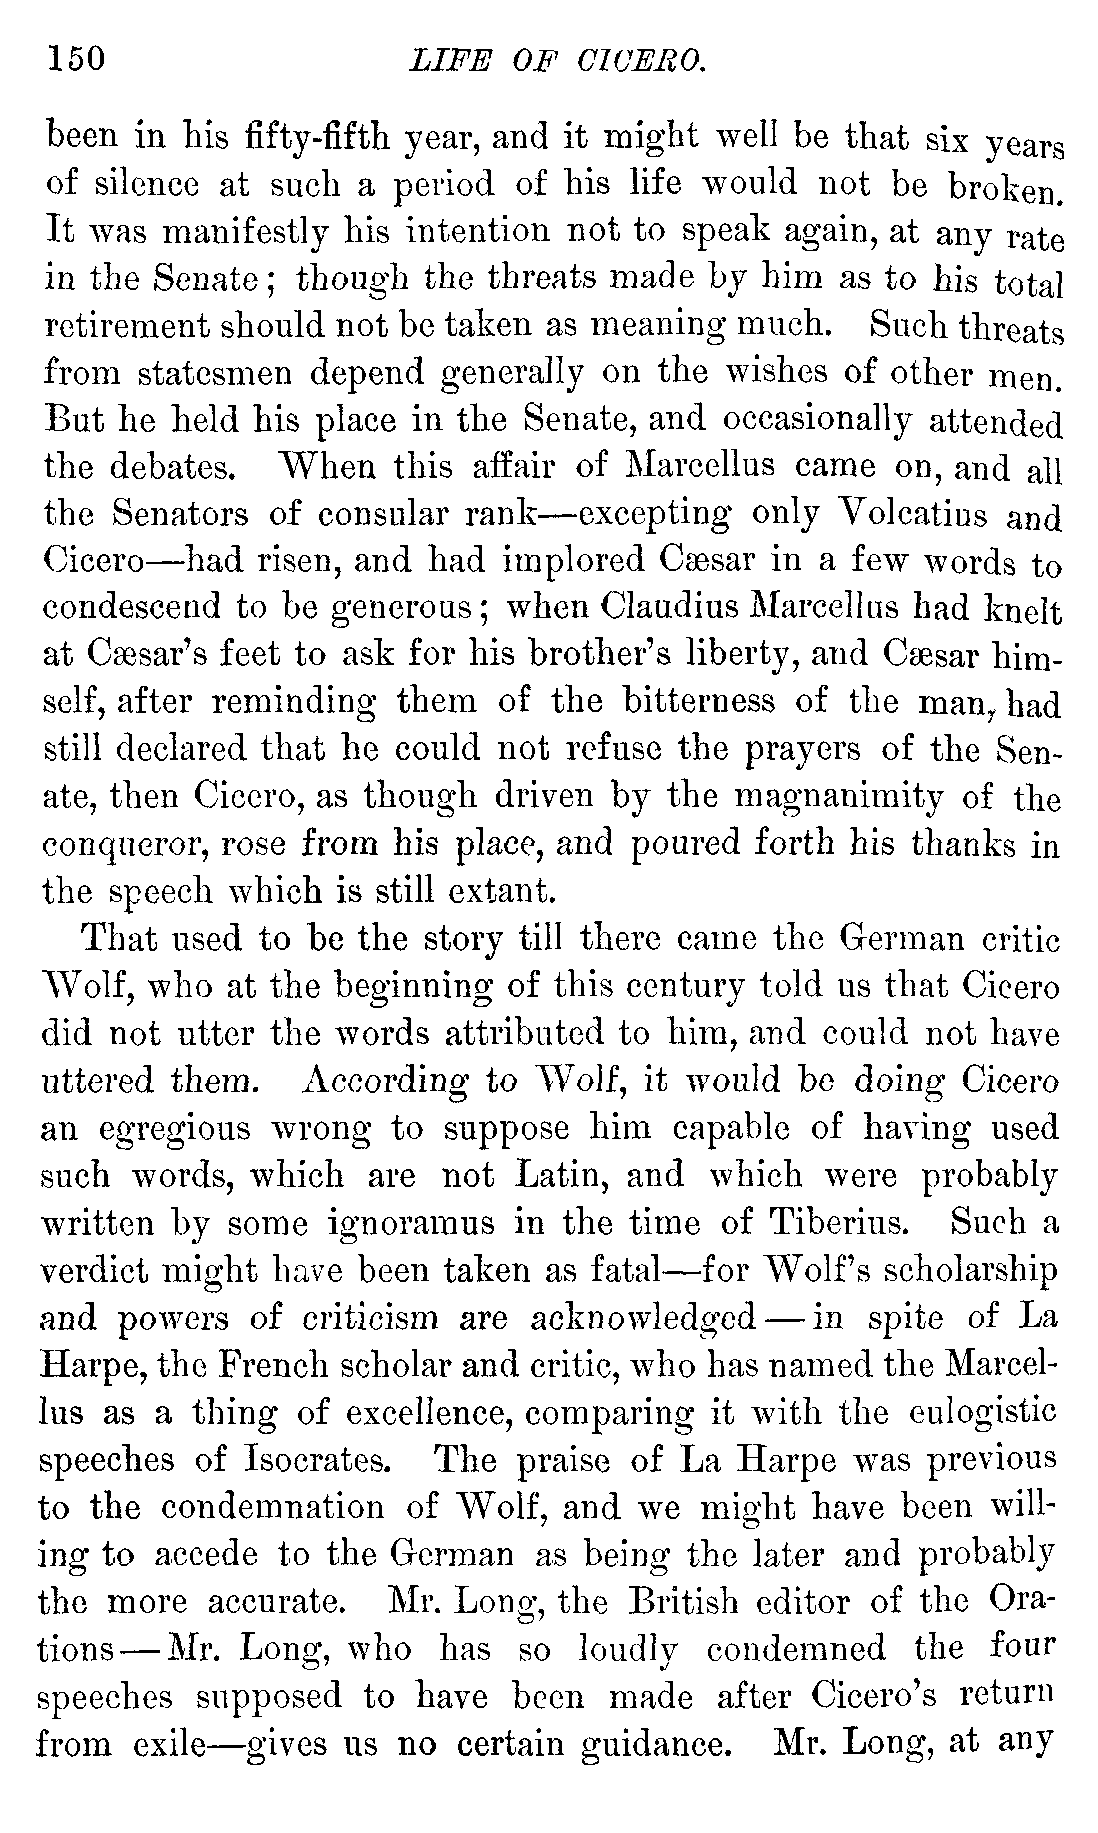 150 LIFE OF CICERO.
been in his fifty-fifth year, and it might well be that six years
of silence at such a period of his life would not be broken.
It was manifestly his intention not to speak again, at any rate
in the Senate; though the threats made by him as to his total
retirement should not be taken as meaning much. Such threats
from statesmen depend generally on the wishes of other men.
But he held his place in the Senate, and occasionally attended
the debates. When this affair of Marcellus came on, and all
the Senators of consular rank—excepting only Volcatius and
Cicero—had risen, and had implored Cæsar in a few words to
condescend to be generous; when Claudius Marcellus had knelt
at Cæsar's feet to ask for his brother's liberty, and Cæsar him-
self, after reminding them of the bitterness of the man, had
still declared that he could not refuse the prayers of the Sen-
ate, then Cicero, as though driven by the magnanimity of the
conqueror, rose from his place, and poured forth his thanks in
the speech which is still extant.
That used to be the story till there came the German critic
Wolf, who at the beginning of this century told us that Cicero
did not utter the words attributed to him, and could not have
uttered them. According to Wolf, it would be doing Cicero
an egregious wrong to suppose him capable of having used
such words, which are not Latin, and which were probably
written by some ignoramus in the time of Tiberius. Such a
verdict might have been taken as fatal—for Wolf's scholarship
and powers of criticism are acknowledged—in spite of La
Harpe, the French scholar and critic, who has named the Marcel-
lus as a thing of excellence, comparing it with the eulogistic
speeches of Isocrates. The praise of La Harpe was previous
to the condemnation of Wolf, and we might have been will-
ing to accede to the German as being the later and probably
the more accurate. Mr. Long, the British editor of the Ora-
tions—Mr. Long, who has so loudly condemned the four
speeches supposed to have been made after Cicero's return
from exile—gives us no certain guidance. Mr. Long, at any